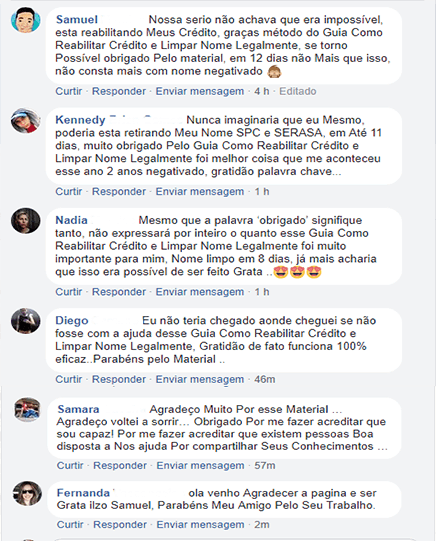 Samuel Nossa serio não achava que era impossível,
esta reabilitando Meus Crédito, graças método do Guia Como
Reabilitar Crédito e Limpar Nome Legalmente, se torno
Possível obrigado Pelo material, em 12 dias não Mais que isso,
não consta mais com nome negativado
Curtir · Responder · Enviar mensagem · 4 h · Editado
Kennedy Nunca imaginaria que eu Mesmo,
poderia esta retirando Meu Nome SPC e SERASA, em Até 11
dias, muito obrigado Pelo Guia Como Reabilitar Crédito e
Limpar Nome Legalmente foi melhor coisa que me aconteceu
esse ano 2 anos negativado, gratidão palavra chave...
Curtir · Responder · Enviar mensagem · 1 h
Nadia Mesmo que a palavra ‘obrigado’ signifique
tanto, não expressará por inteiro o quanto esse Guia Como
Reabilitar Crédito e Limpar Nome Legalmente foi muito
importante para mim, Nome limpo em 8 dias, já mais acharia
que isso era possível de ser feito Grata ..😍😍😍
Curtir · Responder · Enviar mensagem · 1 h
Diego Eu não teria chegado aonde cheguei se não
fosse com a ajuda desse Guia Como Reabilitar Crédito e
Limpar Nome Legalmente, Gratidão de fato funciona 100%
eficaz..Parabéns pelo Material ..
Curtir · Responder · Enviar mensagem · 46m
Samara Agradeço Muito Por esse Material ...
Agradeço voltei a sorrir... Obrigado Por me fazer acreditar que
sou capaz! Por me fazer acreditar que existem pessoas Boa
disposta a Nos ajuda Por compartilhar Seus Conhecimentos ...
Curtir · Responder · Enviar mensagem · 57m
Fernanda ola venho Agradecer a pagina e ser
Grata ilzo Samuel, Parabéns Meu Amigo Pelo Seu Trabalho.
Curtir · Responder · Enviar mensagem · 2m